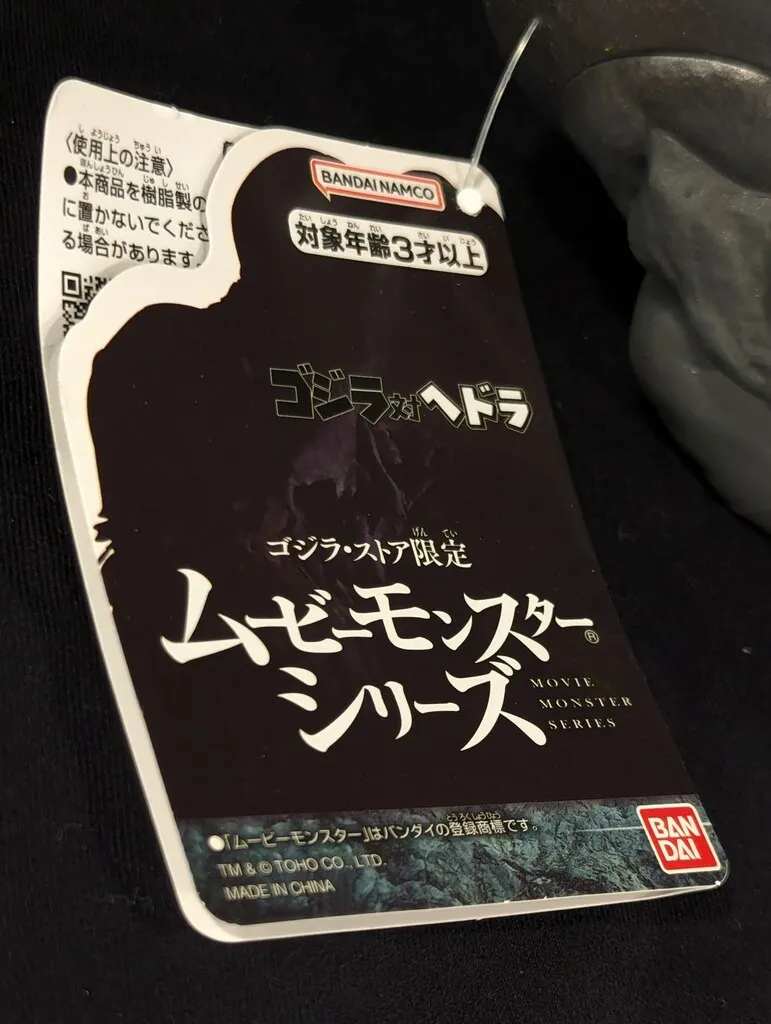 〈使用上の注意〉
●本商品を樹脂製の
に置かないでくださ
る場合があります。
BANDAI NAMCO
対象年齢3才以上
ゴジラ対ヘドラ
ゴジラ・ストア限定
ムービーモンスター®
シリーズ
MOVIE
MONSTER
SERIES
●「ムービーモンスター」はバンダイの登録商標です。
TM & © TOHO CO., LTD.
MADE IN CHINA
BAN
DAI